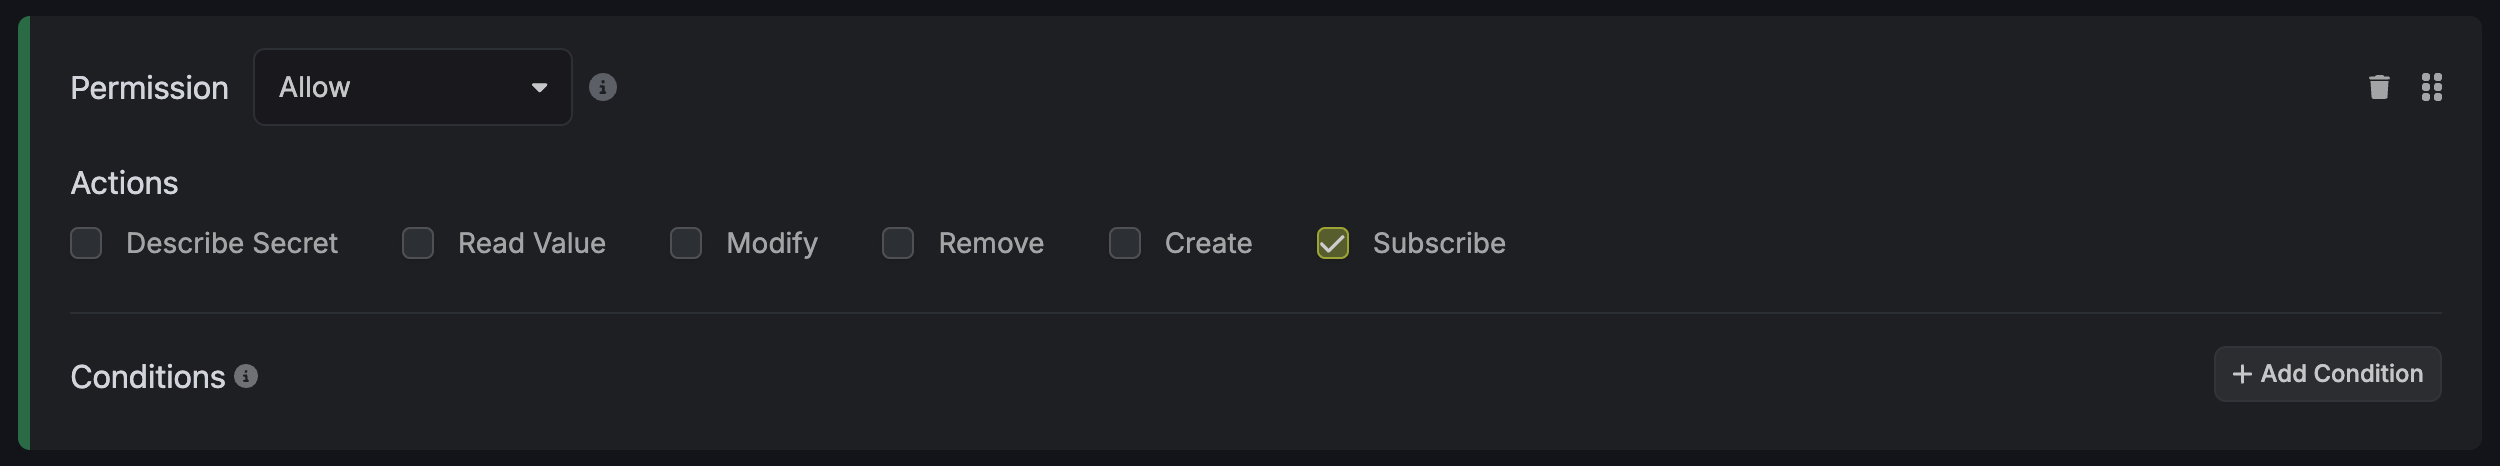 Permission Allow
Actions
Describe Secret Read Value Modify Remove Create Subscribe
Conditions Add Condition